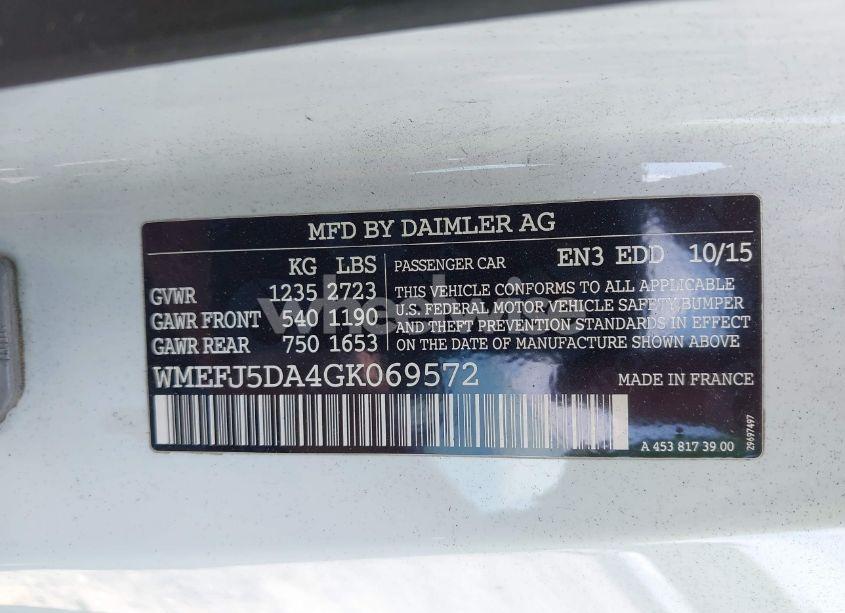 MFD BY DAIMLER AG
KG LBS
GVWR 1235 2723
GAWR FRONT 540 1190
GAWR REAR 750 1653
PASSENGER CAR EN3 EDD 10/15
THIS VEHICLE CONFORMS TO ALL APPLICABLE
U.S. FEDERAL MOTOR VEHICLE SAFETY, BUMPER
AND THEFT PREVENTION STANDARDS IN EFFECT
ON THE DATE OF MANUFACTURE SHOWN ABOVE
WMEFJ5DA4GK069572 MADE IN FRANCE
A 453 817 39 00
29697497